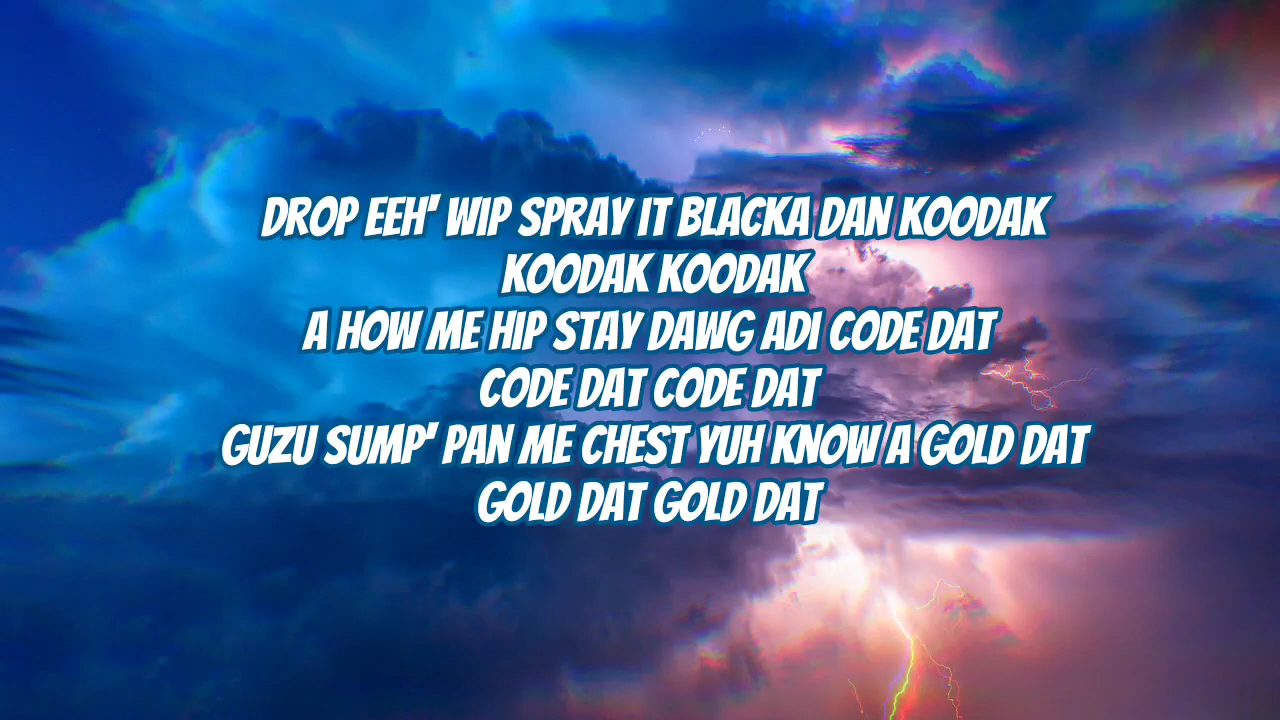 DROP EEH' WIP SPRAY IT BLACKA DAN KOODAK
KOODAK KOODAK
A HOW ME HIP STAY DAWG ADI CODE DAT
CODE DAT CODE DAT
GUZU SUMP' PAN ME CHEST YUH KNOW A GOLD DAT
GOLD DAT GOLD DAT